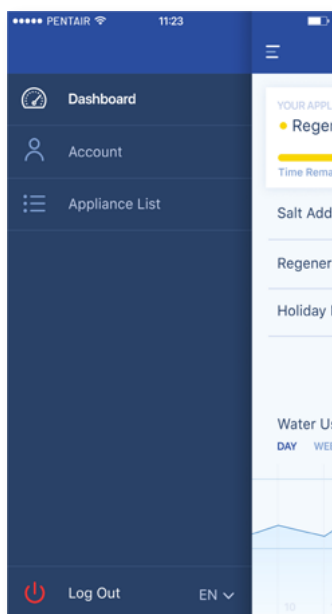 PENTAIR 11:23
Dashboard
Account
Appliance List
Log Out EN
YOUR APPL
Regen
Time Rema
Salt Add
Regener
Holiday
Water Us
DAY WEE
10